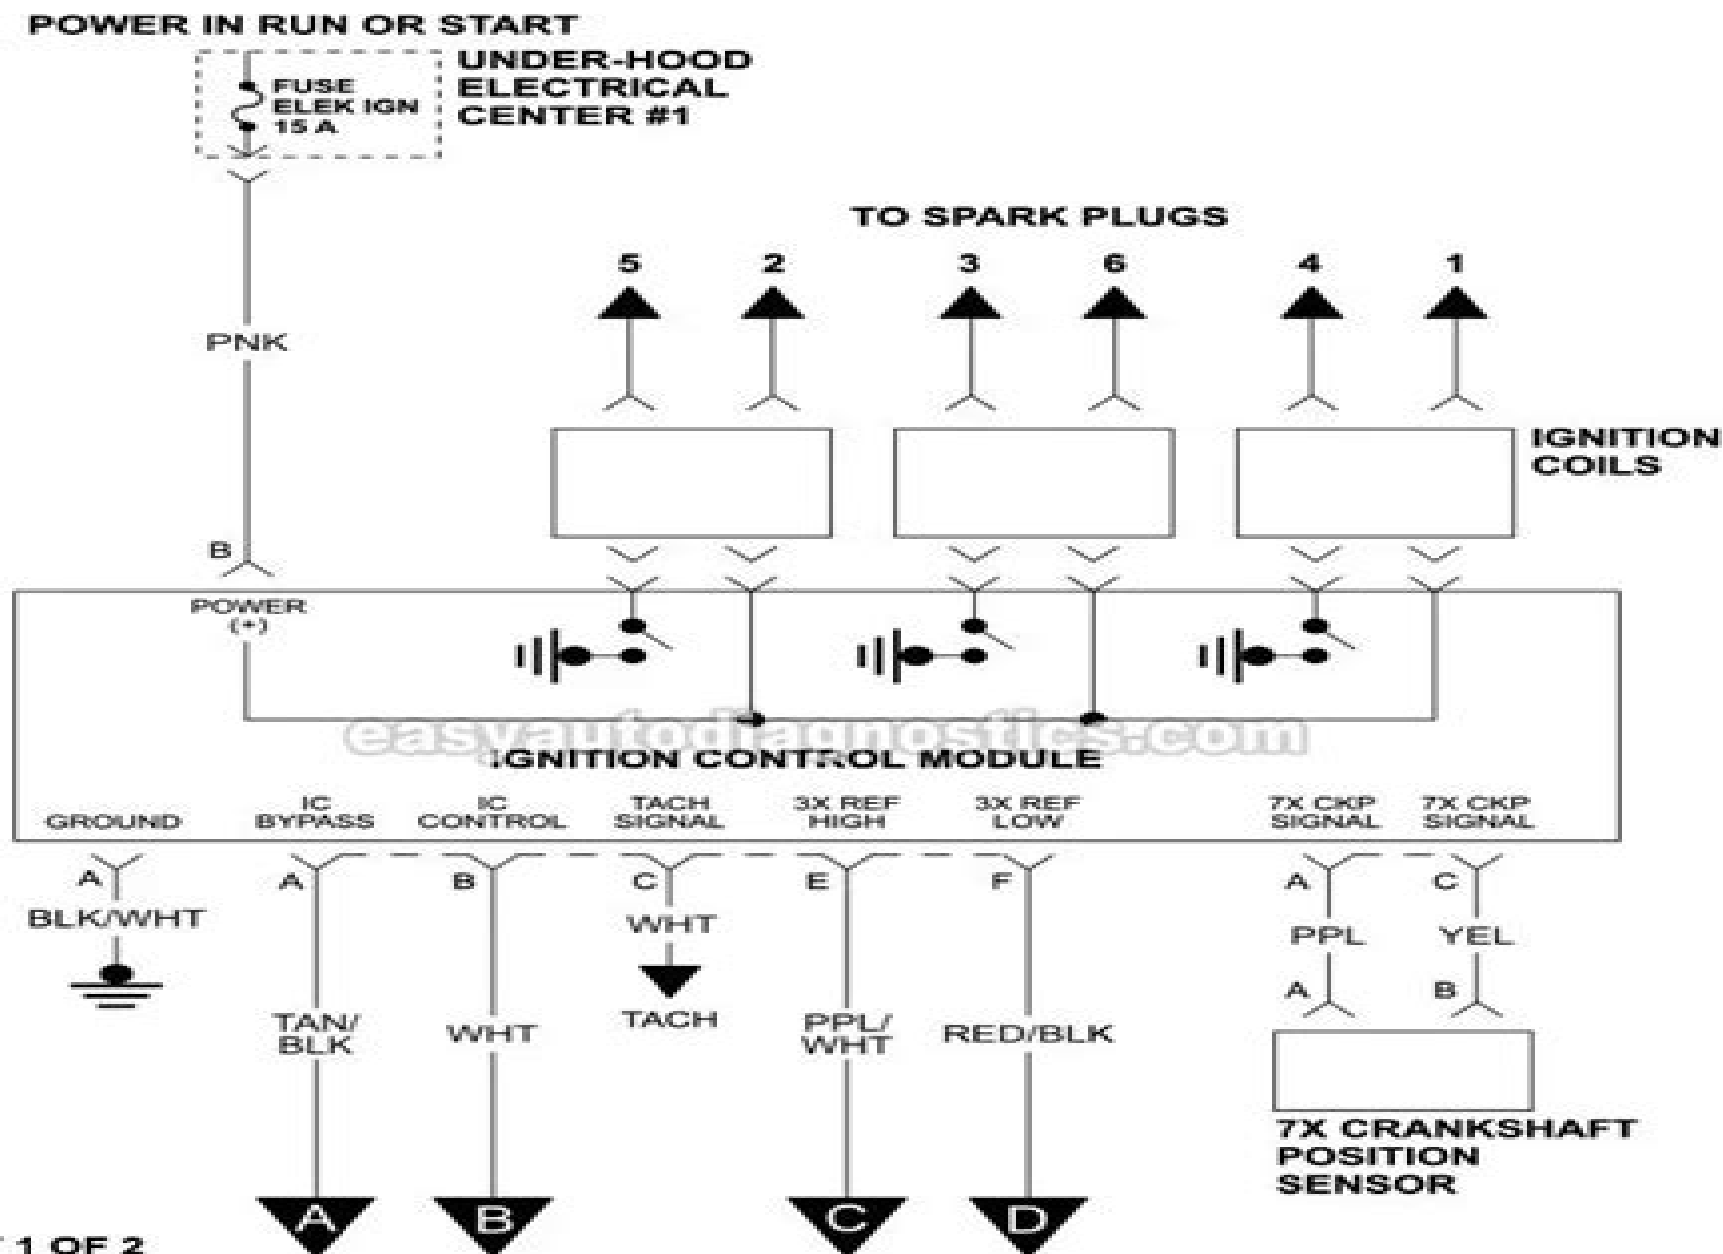 POWER IN RUN OR START
FUSE
ELEK IGN
15 A
UNDER-HOOD
ELECTRICAL
CENTER #1
TO SPARK PLUGS
5 2 3 6 4 1
PNK
IGNITION
COILS
B
POWER
(+)
easyautodiagnostics.com
IGNITION CONTROL MODULE
GROUND
IC
BYPASS
IC
CONTROL
TACH
SIGNAL
3X REF
HIGH
3X REF
LOW
7X CKP
SIGNAL
7X CKP
SIGNAL
A A B C E F A C
BLK/WHT
WHT
PPL
YEL
A B
TAN/
BLK
WHT
TACH
PPL/
WHT
RED/BLK
7X CRANKSHAFT
POSITION
SENSOR
A B C D
1 OF 2